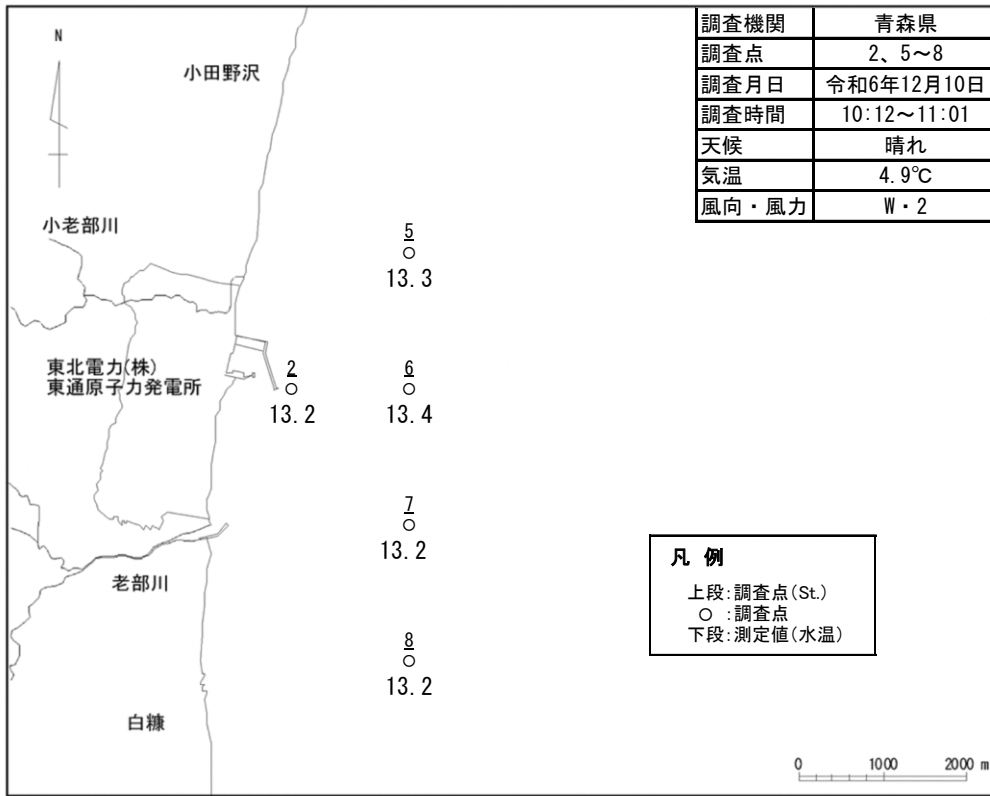 調査機関 青森県
調査点 2、5～8
調査月日 令和6年12月10日
調査時間 10:12～11:01
天候 晴れ
気温 4.9℃
風向・風力 W・2
N
小田野沢
小老部川
5
13.3
東北電力(株)
東通原子力発電所
2
13.2
6
13.4
7
13.2
老部川
8
13.2
白糠
凡 例
上段:調査点(St.)
○ :調査点
下段:測定値(水温)
0 1000 2000 m